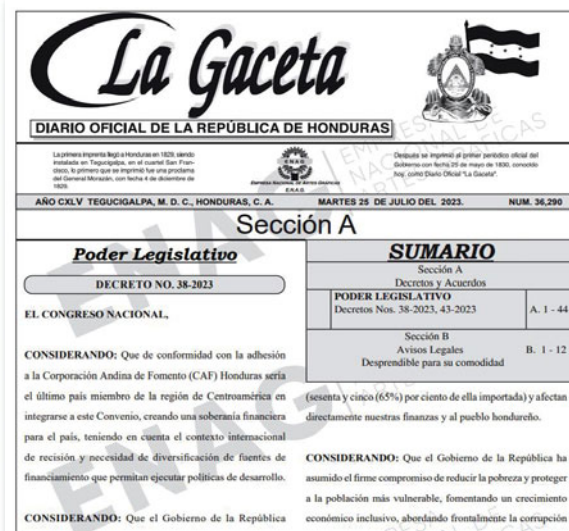 La Gaceta
DIARIO OFICIAL DE LA REPÚBLICA DE HONDURAS
La primera imprenta llegó a Honduras en 1829, siendo
instalada en Tegucigalpa, en el cuartel San Fran-
cisco, lo primero que se imprimió fue una proclama
del General Morazán, con fecha 4 de diciembre de
1829.
ENAG
EMPRESA NACIONAL DE ARTES GRÁFICAS
E.N.A.G.
Después se imprimió el primer periódico oficial del
Gobierno con fecha 25 de mayo de 1830, conocido
hoy, como Diario Oficial "La Gaceta".
AÑO CXLV TEGUCIGALPA, M. D. C., HONDURAS, C. A.
MARTES 25 DE JULIO DEL 2023.
NUM. 36,290
Sección A
Poder Legislativo
DECRETO NO. 38-2023
EL CONGRESO NACIONAL,
CONSIDERANDO: Que de conformidad con la adhesión
a la Corporación Andina de Fomento (CAF) Honduras sería
el último país miembro de la región de Centroamérica en
integrarse a este Convenio, creando una soberanía financiera
para el país, teniendo en cuenta el contexto internacional
de recisión y necesidad de diversificación de fuentes de
financiamiento que permitan ejecutar políticas de desarrollo.
CONSIDERANDO: Que el Gobierno de la República
SUMARIO
Sección A
Decretos y Acuerdos
PODER LEGISLATIVO
Decretos Nos. 38-2023, 43-2023
A. 1 - 44
Sección B
Avisos Legales
B. 1 - 12
Desprendible para su comodidad
(sesenta y cinco (65%) por ciento de ella importada) y afectan
directamente nuestras finanzas y al pueblo hondureño.
CONSIDERANDO: Que el Gobierno de la República ha
asumido el firme compromiso de reducir la pobreza y proteger
a la población más vulnerable, fomentando un crecimiento
económico inclusivo, abordando frontalmente la corrupción
ENAG
EMPRESA NACIONAL DE ARTES GRÁFICAS
ENAG